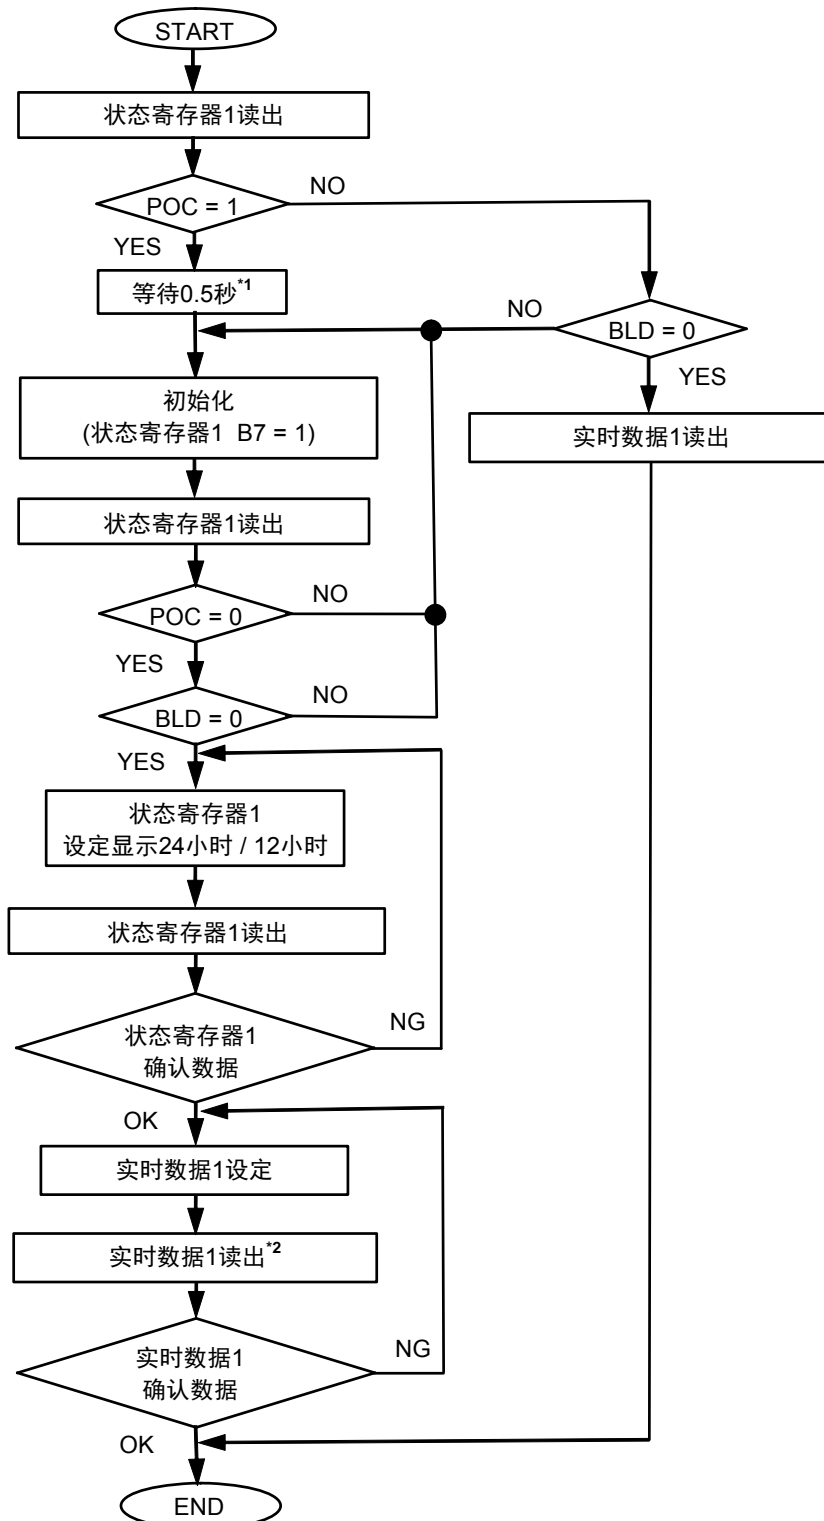 START
状态寄存器1读出
POC = 1
NO
YES
等待0.5秒*1
NO
BLD = 0
YES
初始化
(状态寄存器1 B7 = 1)
实时数据1读出
状态寄存器1读出
POC = 0
NO
YES
BLD = 0
NO
YES
状态寄存器1
设定显示24小时 / 12小时
状态寄存器1读出
状态寄存器1
确认数据
NG
OK
实时数据1设定
实时数据1读出*2
实时数据1
确认数据
NG
OK
END